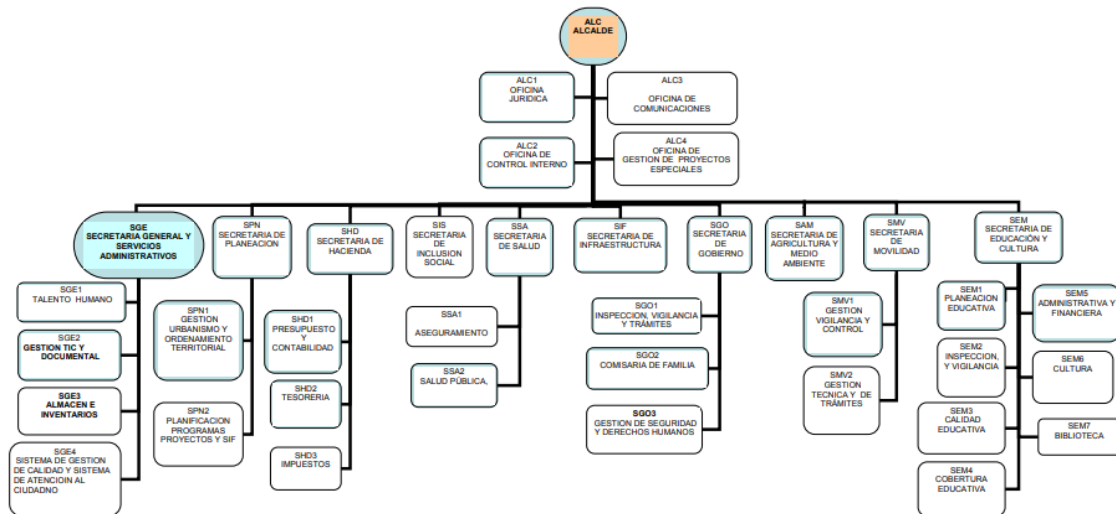 ALC
ALCALDE
ALC1
OFICINA
JURIDICA
ALC3
OFICINA DE
COMUNICACIONES
ALC2
OFICINA DE
CONTROL INTERNO
ALC4
OFICINA DE
GESTION DE PROYECTOS
ESPECIALES
SGE
SECRETARIA GENERAL Y
SERVICIOS
ADMINISTRATIVOS
SPN
SECRETARIA DE
PLANEACION
SHD
SECRETARIA DE
HACIENDA
SIS
SECRETARIA
DE
INCLUSION
SOCIAL
SSA
SECRETARIA
DE SALUD
SIF
SECRETARIA DE
INFRAESTRUCTURA
SGO
SECRETARIA
DE
GOBIERNO
SAM
SECRETARIA DE
AGRICULTURA Y
MEDIO
AMBIENTE
SMV
SECRETARIA
DE
MOVILIDAD
SEM
SECRETARIA DE
EDUCACIÓN Y
CULTURA
SGE1
TALENTO HUMANO
SGE2
GESTION TIC Y
DOCUMENTAL
SGE3
ALMACEN E
INVENTARIOS
SGE4
SISTEMA DE GESTION
DE CALIDAD Y SISTEMA
DE ATENCIOIN AL
CIUDADNO
SPN1
GESTION
URBANISMO Y
ORDENAMIENTO
TERRITORIAL
SPN2
PLANIFICACION
PROGRAMAS
PROYECTOS Y SIF
SHD1
PRESUPUESTO
Y
CONTABILIDAD
SHD2
TESORERIA
SHD3
IMPUESTOS
SSA1
ASEGURAMIENTO
SSA2
SALUD PÚBLICA,
SGO1
INSPECCION, VIGILANCIA
Y TRÁMITES
SGO2
COMISARIA DE FAMILIA
SGO3
GESTION DE SEGURIDAD
Y DERECHOS HUMANOS
SMV1
GESTION
VIGILANCIA Y
CONTROL
SMV2
GESTION
TECNICA Y DE
TRÁMITES
SEM1
PLANEACION
EDUCATIVA
SEM2
INSPECCION,
Y VIGILANCIA
SEM3
CALIDAD
EDUCATIVA
SEM4
COBERTURA
EDUCATIVA
SEM5
ADMINISTRATIVA Y
FINANCIERA
SEM6
CULTURA
SEM7
BIBLIOTECA